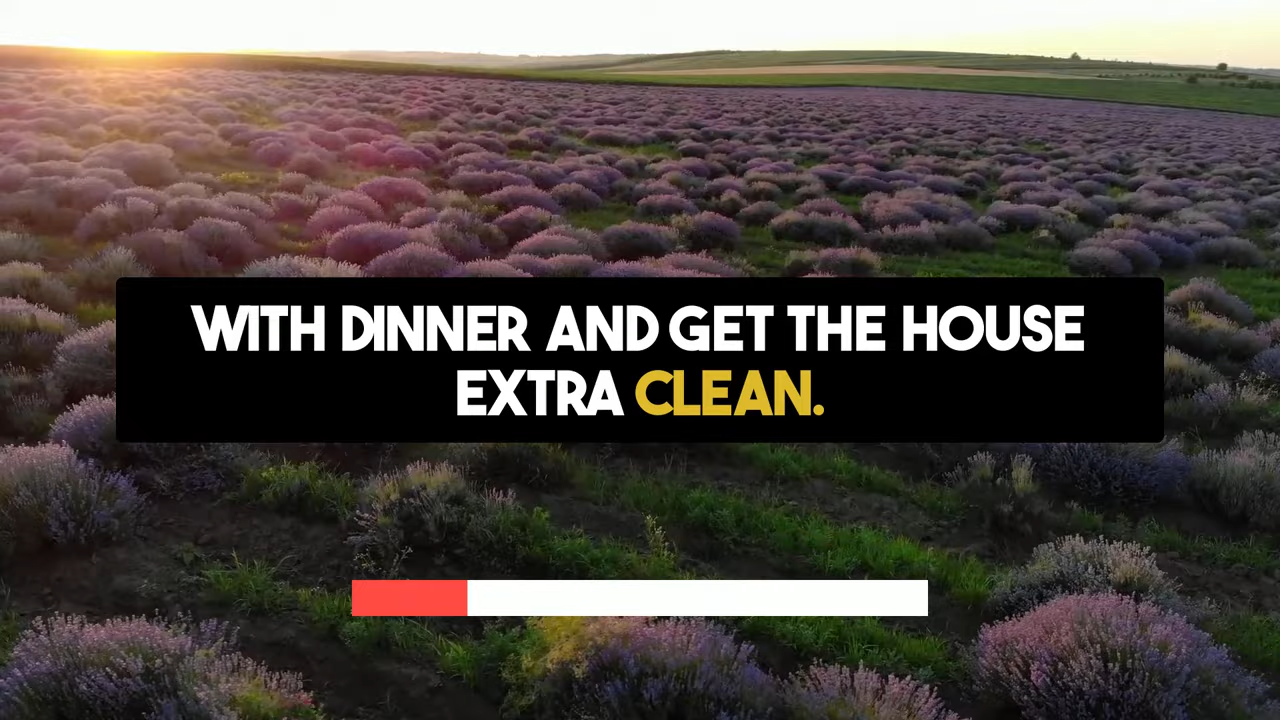 WITH DINNER AND GET THE HOUSE
EXTRA CLEAN.